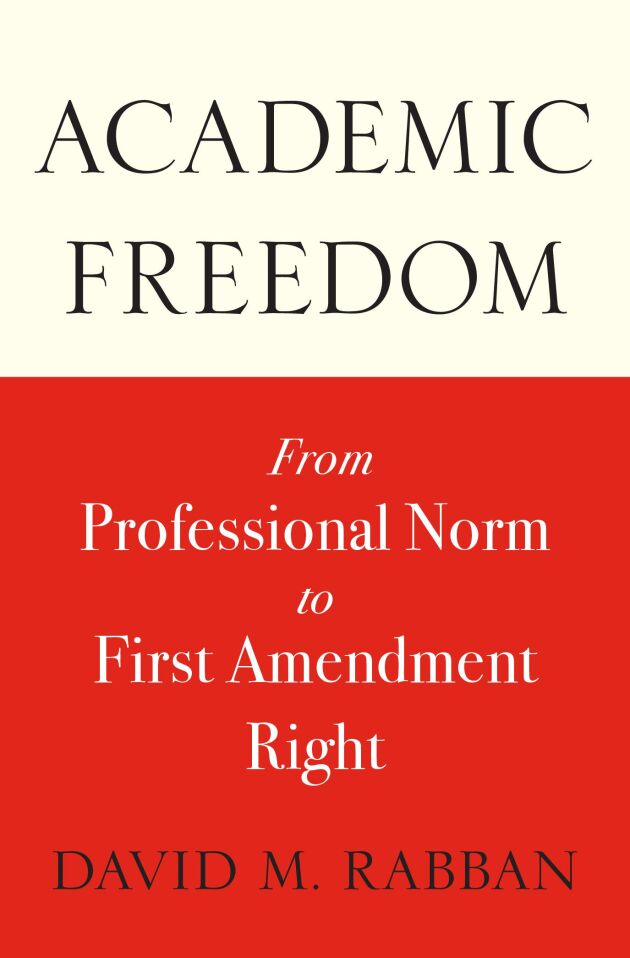 ACADEMIC
FREEDOM
From
Professional Norm
to
First Amendment
Right
DAVID M. RABBAN